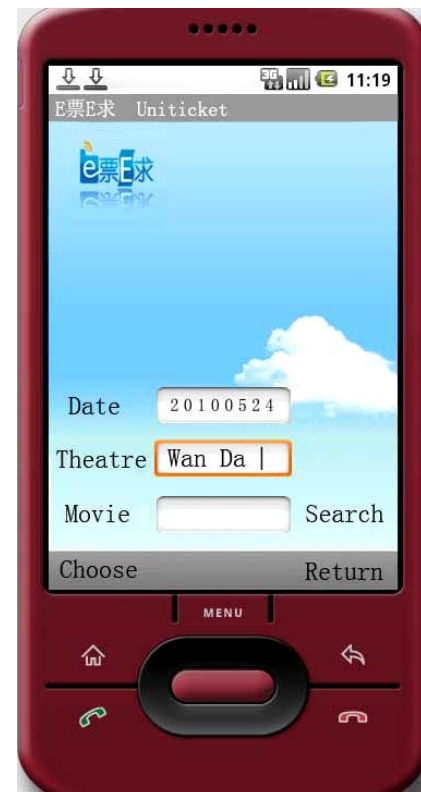 3G 11:19
E票E求 Uniticket
e票E求
Date 20100524
Theatre Wan Da
Movie Search
Choose Return
MENU